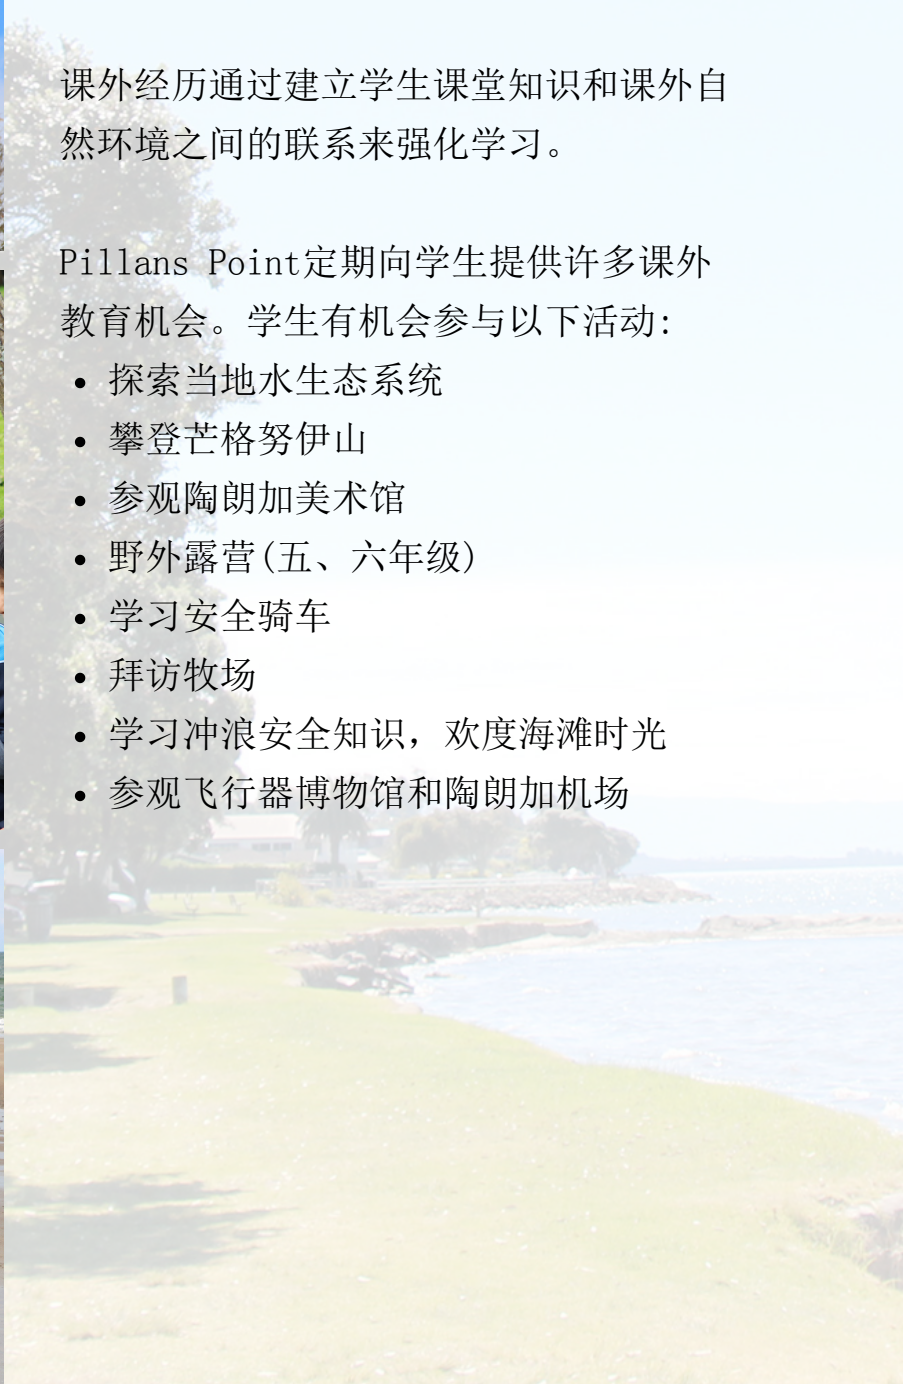 课外经历通过建立学生课堂知识和课外自
然环境之间的联系来强化学习。
Pillans Point定期向学生提供许多课外
教育机会。学生有机会参与以下活动:
• 探索当地水生态系统
• 攀登芒格努伊山
• 参观陶朗加美术馆
• 野外露营(五、六年级)
• 学习安全骑车
• 拜访牧场
• 学习冲浪安全知识，欢度海滩时光
• 参观飞行器博物馆和陶朗加机场